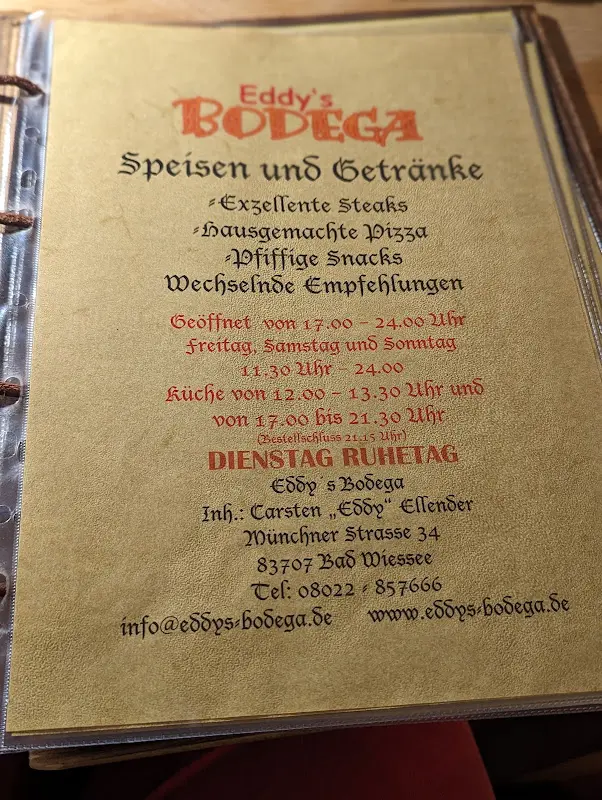 Eddy's
BODEGA
Speisen und Getränke
-Exzellente Steaks
-Hausgemachte Pizza
-Pfiffige Snacks
Wechselnde Empfehlungen
Geöffnet von 17.00 - 24.00 Uhr
Freitag, Samstag und Sonntag
11.30 Uhr - 24.00
Küche von 12.00 - 13.30 Uhr und
von 17.00 bis 21.30 Uhr
(Bestellschluss 21.15 Uhr)
DIENSTAG RUHETAG
Eddy´s Bodega
Inh.: Carsten „Eddy“ Ellender
Münchner Strasse 34
83707 Bad Wiessee
Tel: 08022 - 857666
info@eddys-bodega.de www.eddys-bodega.de